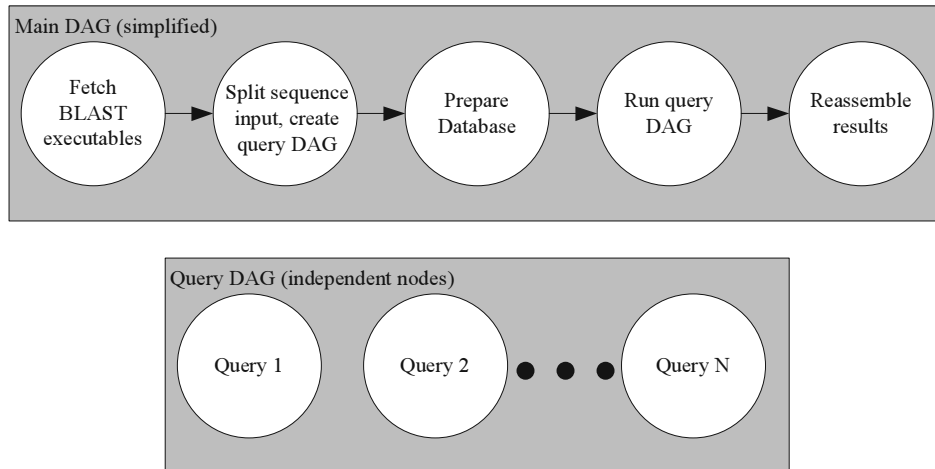 Main DAG (simplified)
Fetch
BLAST
executables
Split sequence
input, create
query DAG
Prepare
Database
Run query
DAG
Reassemble
results
Query DAG (independent nodes)
Query 1
Query 2
Query N